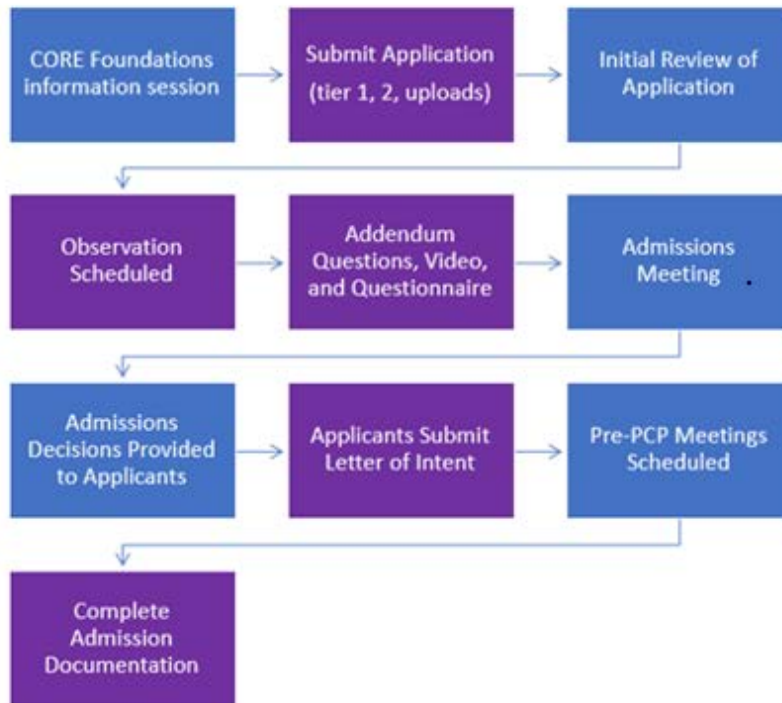 CORE Foundations
information session
Submit Application
(tier 1, 2, uploads)
Initial Review of
Application
Observation
Scheduled
Addendum
Questions, Video,
and Questionnaire
Admissions
Meeting
Admissions
Decisions Provided
to Applicants
Applicants Submit
Letter of Intent
Pre-PCP Meetings
Scheduled
Complete
Admission
Documentation